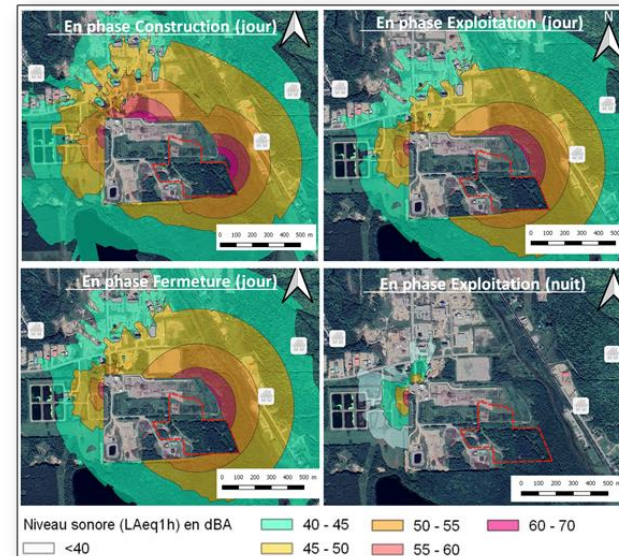 En phase Construction (jour)
0 100 200 300 400 500 m
En phase Exploitation (jour)
N
0 100 200 300 400 500 m
En phase Fermeture (jour)
0 100 200 300 400 500 m
En phase Exploitation (nuit)
0 100 200 300 400 500 m
Niveau sonore (LAeq1h) en dBA
<40
40 - 45
45 - 50
50 - 55
55 - 60
60 - 70